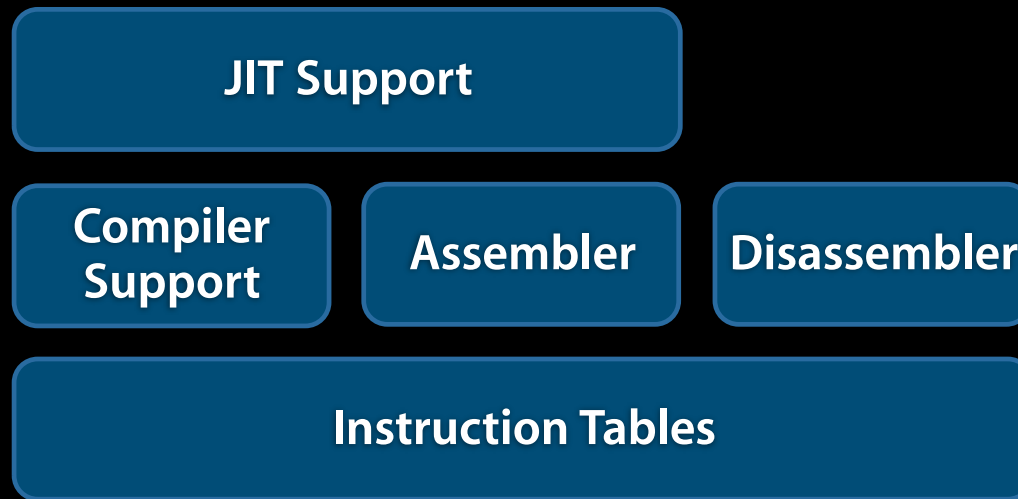 JIT Support
Compiler
Support
Assembler
Disassembler
Instruction Tables